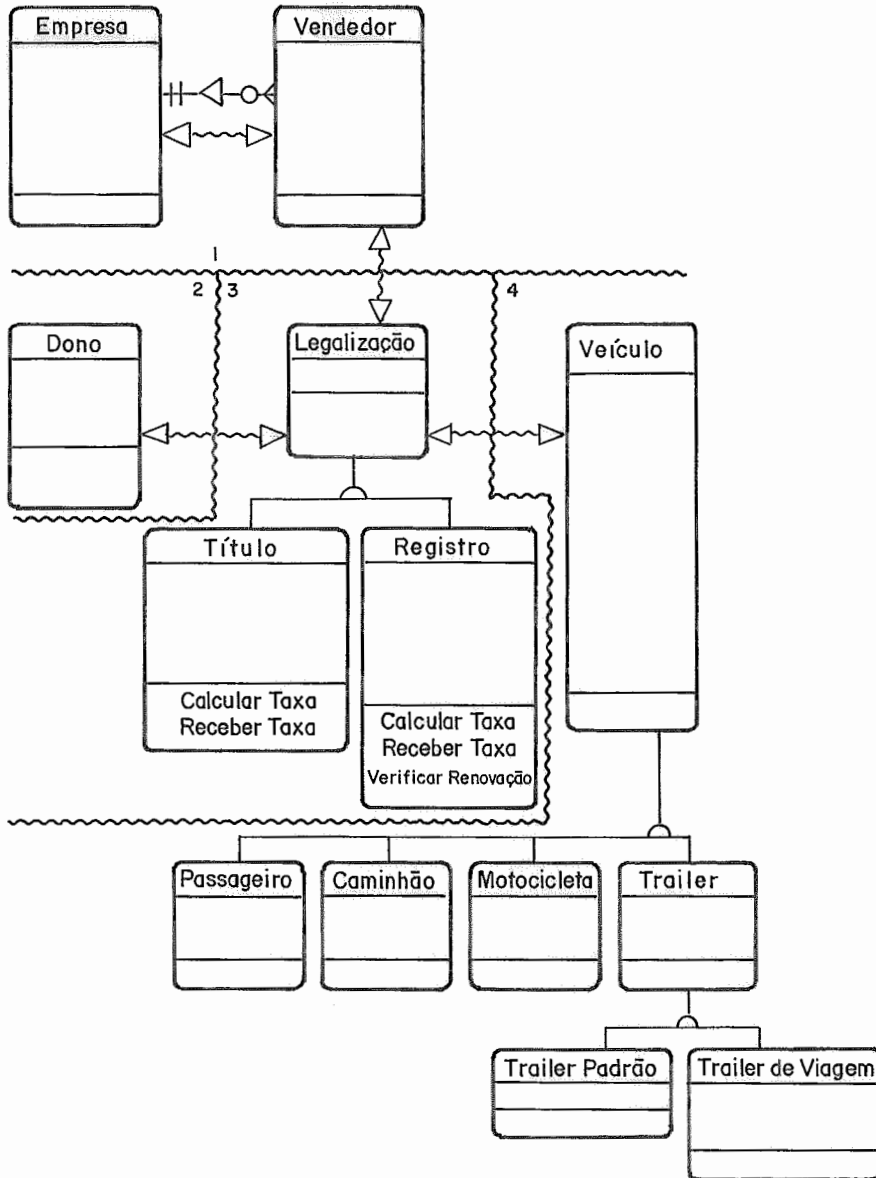 Empresa
Vendedor
1
2
3
4
Dono
Legalização
Veículo
Título
Registro
Calcular Taxa
Receber Taxa
Calcular Taxa
Receber Taxa
Verificar Renovação
Passageiro
Caminhão
Motocicleta
Trailer
Trailer Padrão
Trailer de Viagem